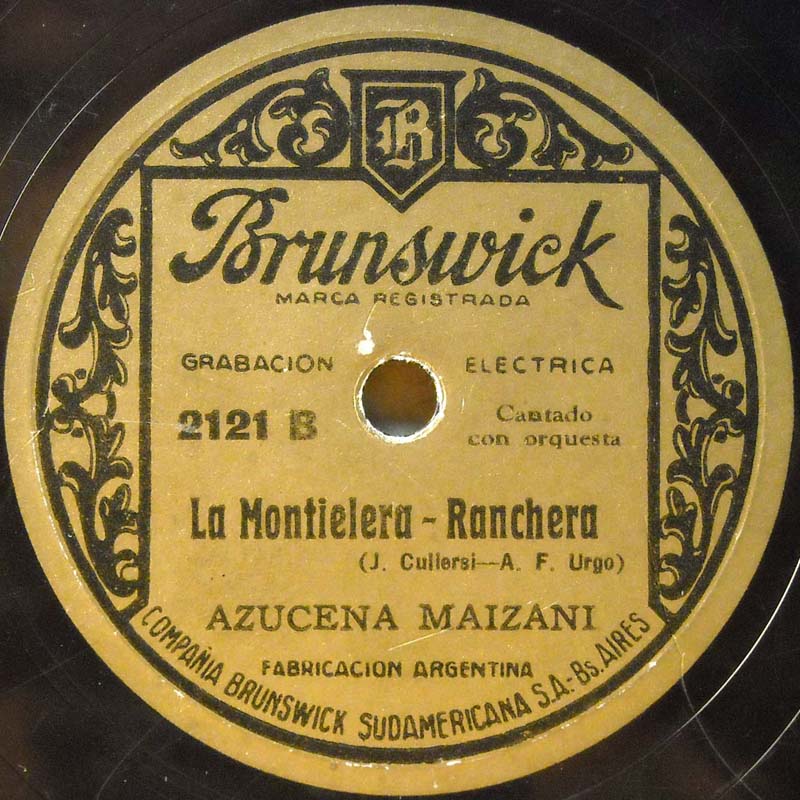 B
Brunswick
MARCA REGISTRADA
GRABACION ELECTRICA
2121 B
Cantado
con orquesta
La Montielera - Ranchera
(J. Cullersi—A. F. Urgo)
AZUCENA MAIZANI
FABRICACION ARGENTINA
COMPAÑIA BRUNSWICK SUDAMERICANA S.A.- Bs. AIRES